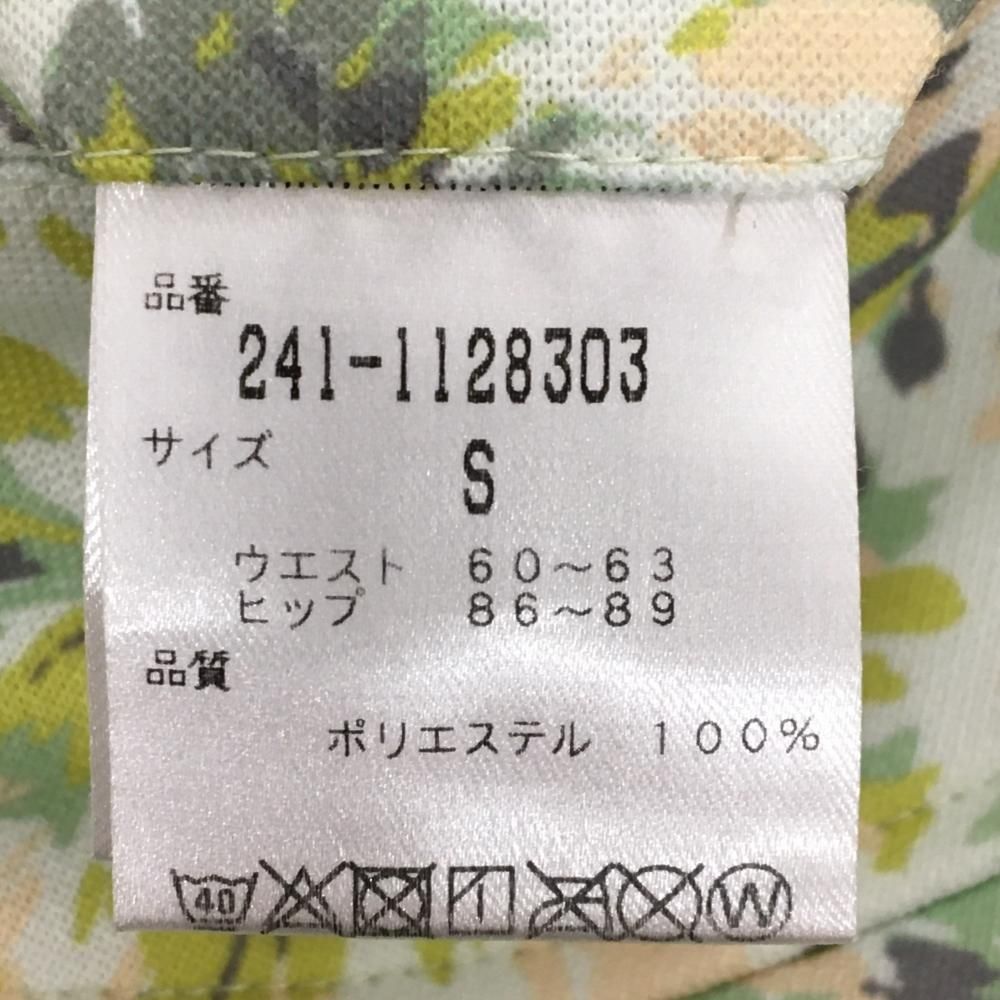 品番
241-1128303
サイズ
S
ウエスト 60～63
ヒップ 86～89
品質
ポリエステル 100%
40 W